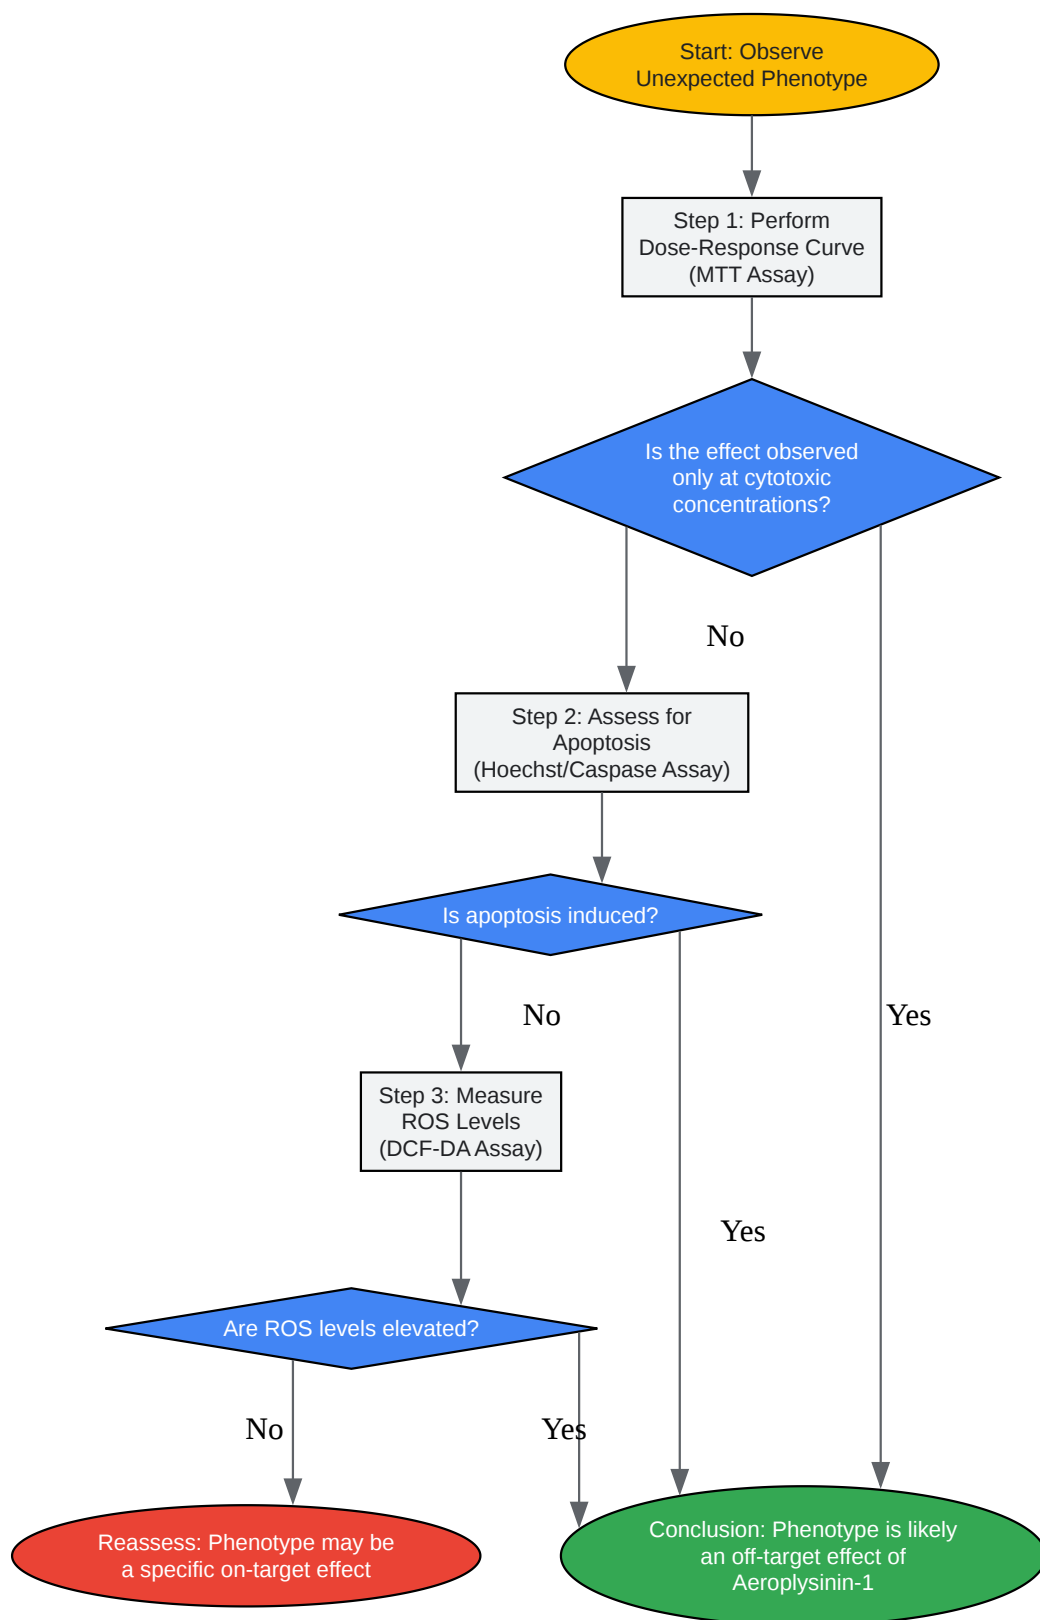 Start: Observe
Unexpected Phenotype
Step 1: Perform
Dose-Response Curve
(MTT Assay)
Is the effect observed
only at cytotoxic
concentrations?
No
Step 2: Assess for
Apoptosis
(Hoechst/Caspase Assay)
Is apoptosis induced?
No
Yes
Step 3: Measure
ROS Levels
(DCF-DA Assay)
Yes
Are ROS levels elevated?
No
Yes
Reassess: Phenotype may be
a specific on-target effect
Conclusion: Phenotype is likely
an off-target effect of
Aeroplysinin-1